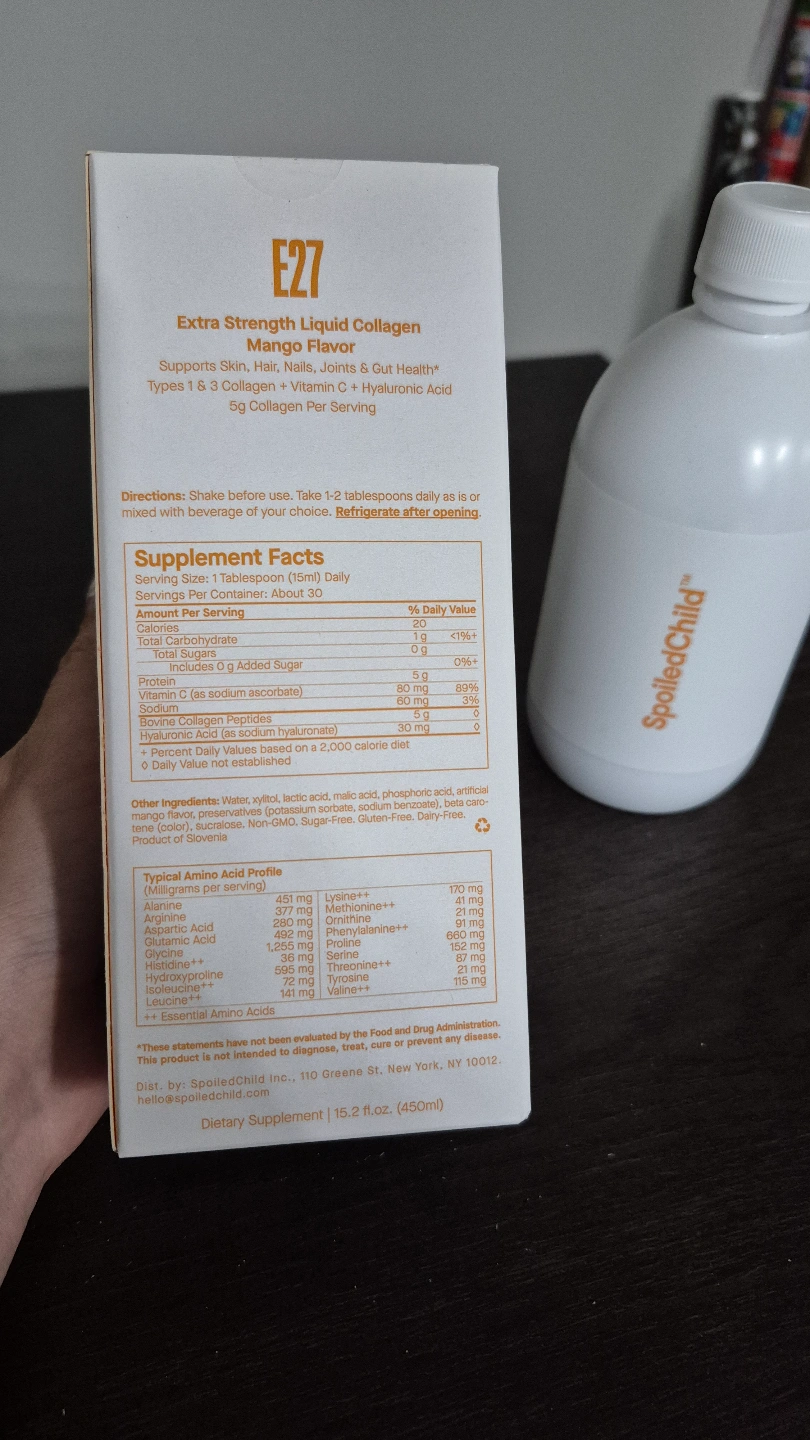 E27
Extra Strength Liquid Collagen
Mango Flavor
Supports Skin, Hair, Nails, Joints & Gut Health*
Types 1 & 3 Collagen + Vitamin C + Hyaluronic Acid
5g Collagen Per Serving
Directions: Shake before use. Take 1-2 tablespoons daily as is or
mixed with beverage of your choice. Refrigerate after opening.
Supplement Facts
Serving Size: 1 Tablespoon (15ml) Daily
Servings Per Container: About 30
Amount Per Serving % Daily Value
Calories 20
Total Carbohydrate 1 g <1%+
Total Sugars 0 g
Includes 0 g Added Sugar 0%+
Protein 5 g
Vitamin C (as sodium ascorbate) 80 mg 89%
Sodium 60 mg 3%
Bovine Collagen Peptides 5 g ◊
Hyaluronic Acid (as sodium hyaluronate) 30 mg ◊
+ Percent Daily Values based on a 2,000 calorie diet
◊ Daily Value not established
Other Ingredients: Water, xylitol, lactic acid, malic acid, phosphoric acid, artificial
mango flavor, preservatives (potassium sorbate, sodium benzoate), beta caro-
tene (color), sucralose. Non-GMO. Sugar-Free. Gluten-Free. Dairy-Free.
Product of Slovenia
Typical Amino Acid Profile
(Milligrams per serving)
Alanine 451 mg
Arginine 377 mg
Aspartic Acid 280 mg
Glutamic Acid 492 mg
Glycine 1,255 mg
Histidine++ 36 mg
Hydroxyproline 595 mg
Isoleucine++ 72 mg
Leucine++ 141 mg
Lysine++ 170 mg
Methionine++ 41 mg
Ornithine 21 mg
Phenylalanine++ 91 mg
Proline 660 mg
Serine 152 mg
Threonine++ 87 mg
Tyrosine 21 mg
Valine++ 115 mg
++ Essential Amino Acids
*These statements have not been evaluated by the Food and Drug Administration.
This product is not intended to diagnose, treat, cure or prevent any disease.
Dist. by: SpoiledChild Inc., 110 Greene St, New York, NY 10012.
hello@spoiledchild.com
Dietary Supplement | 15.2 fl.oz. (450ml)
SpoiledChild™